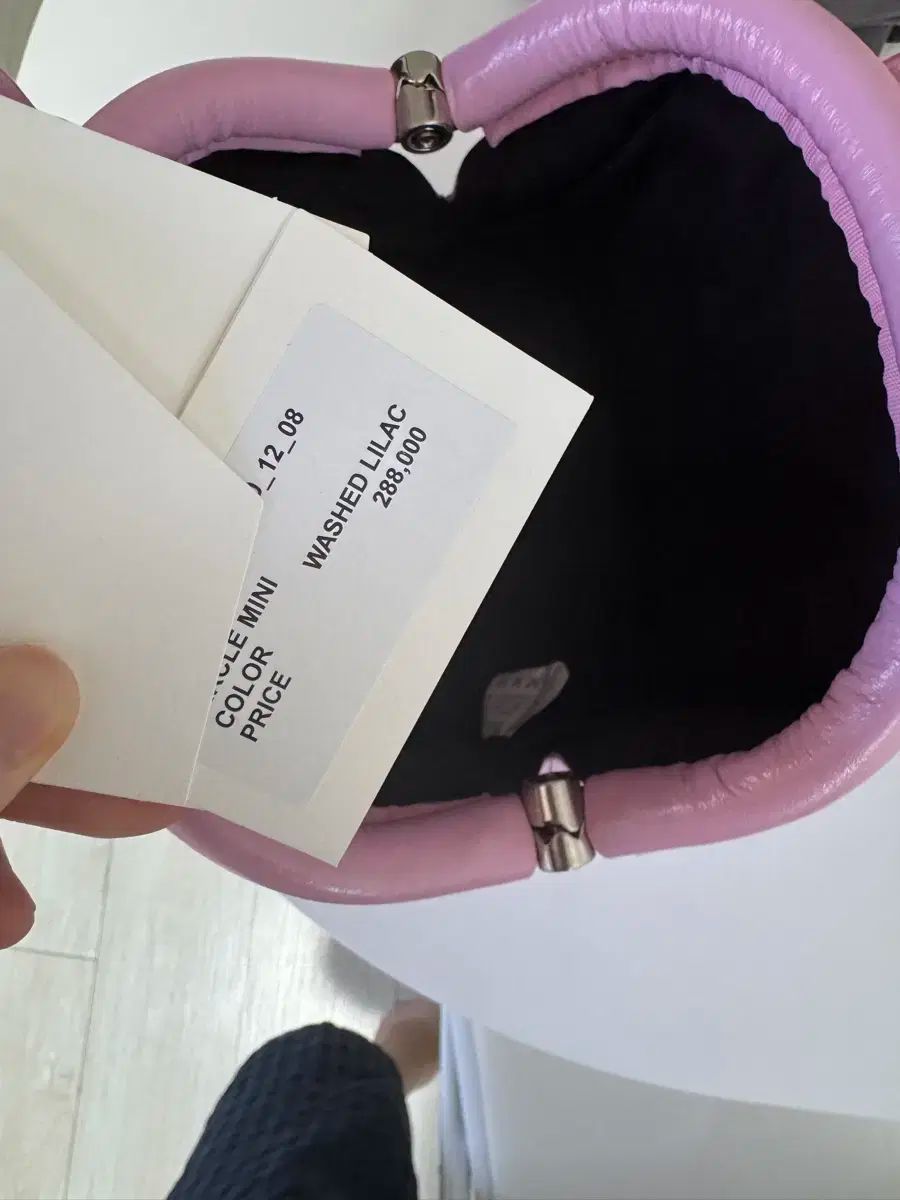 _12_08
CLE MINI
COLOR WASHED LILAC
PRICE 288,000